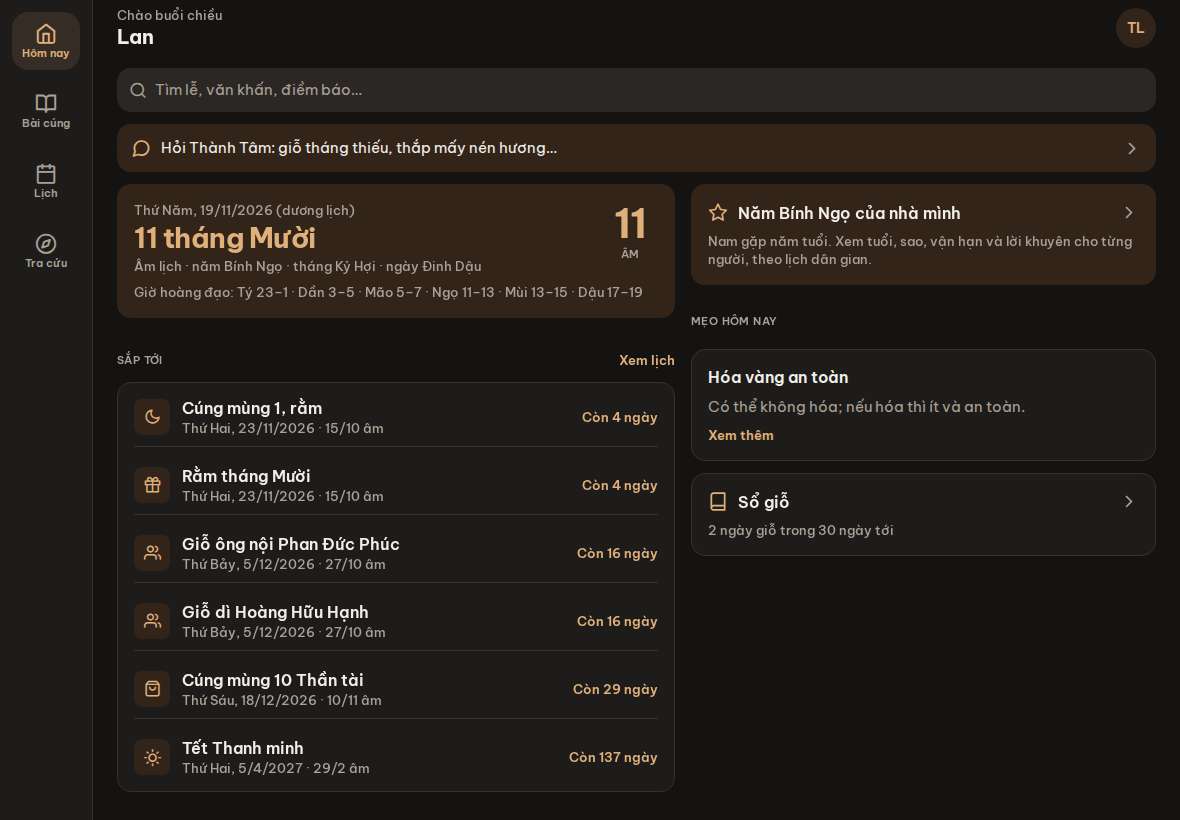 Hôm nay
Bài cúng
Lịch
Tra cứu
Chào buổi chiều
Lan
TL
Tìm lễ, văn khấn, điềm báo...
Hỏi Thành Tâm: giỗ tháng thiếu, thắp mấy nén hương...
Thứ Năm, 19/11/2026 (dương lịch)
11 tháng Mười
Âm lịch · năm Bính Ngọ · tháng Kỷ Hợi · ngày Đinh Dậu
Giờ hoàng đạo: Tý 23–1 · Dần 3–5 · Mão 5–7 · Ngọ 11–13 · Mùi 13–15 · Dậu 17–19
11
ÂM
SẮP TỚI
Xem lịch
Cúng mùng 1, rằm
Thứ Hai, 23/11/2026 · 15/10 âm
Còn 4 ngày
Rằm tháng Mười
Thứ Hai, 23/11/2026 · 15/10 âm
Còn 4 ngày
Giỗ ông nội Phan Đức Phúc
Thứ Bảy, 5/12/2026 · 27/10 âm
Còn 16 ngày
Giỗ dì Hoàng Hữu Hạnh
Thứ Bảy, 5/12/2026 · 27/10 âm
Còn 16 ngày
Cúng mùng 10 Thần tài
Thứ Sáu, 18/12/2026 · 10/11 âm
Còn 29 ngày
Tết Thanh minh
Thứ Hai, 5/4/2027 · 29/2 âm
Còn 137 ngày
Năm Bính Ngọ của nhà mình
Nam gặp năm tuổi. Xem tuổi, sao, vận hạn và lời khuyên cho từng
người, theo lịch dân gian.
MẸO HÔM NAY
Hóa vàng an toàn
Có thể không hóa; nếu hóa thì ít và an toàn.
Xem thêm
Sổ giỗ
2 ngày giỗ trong 30 ngày tới